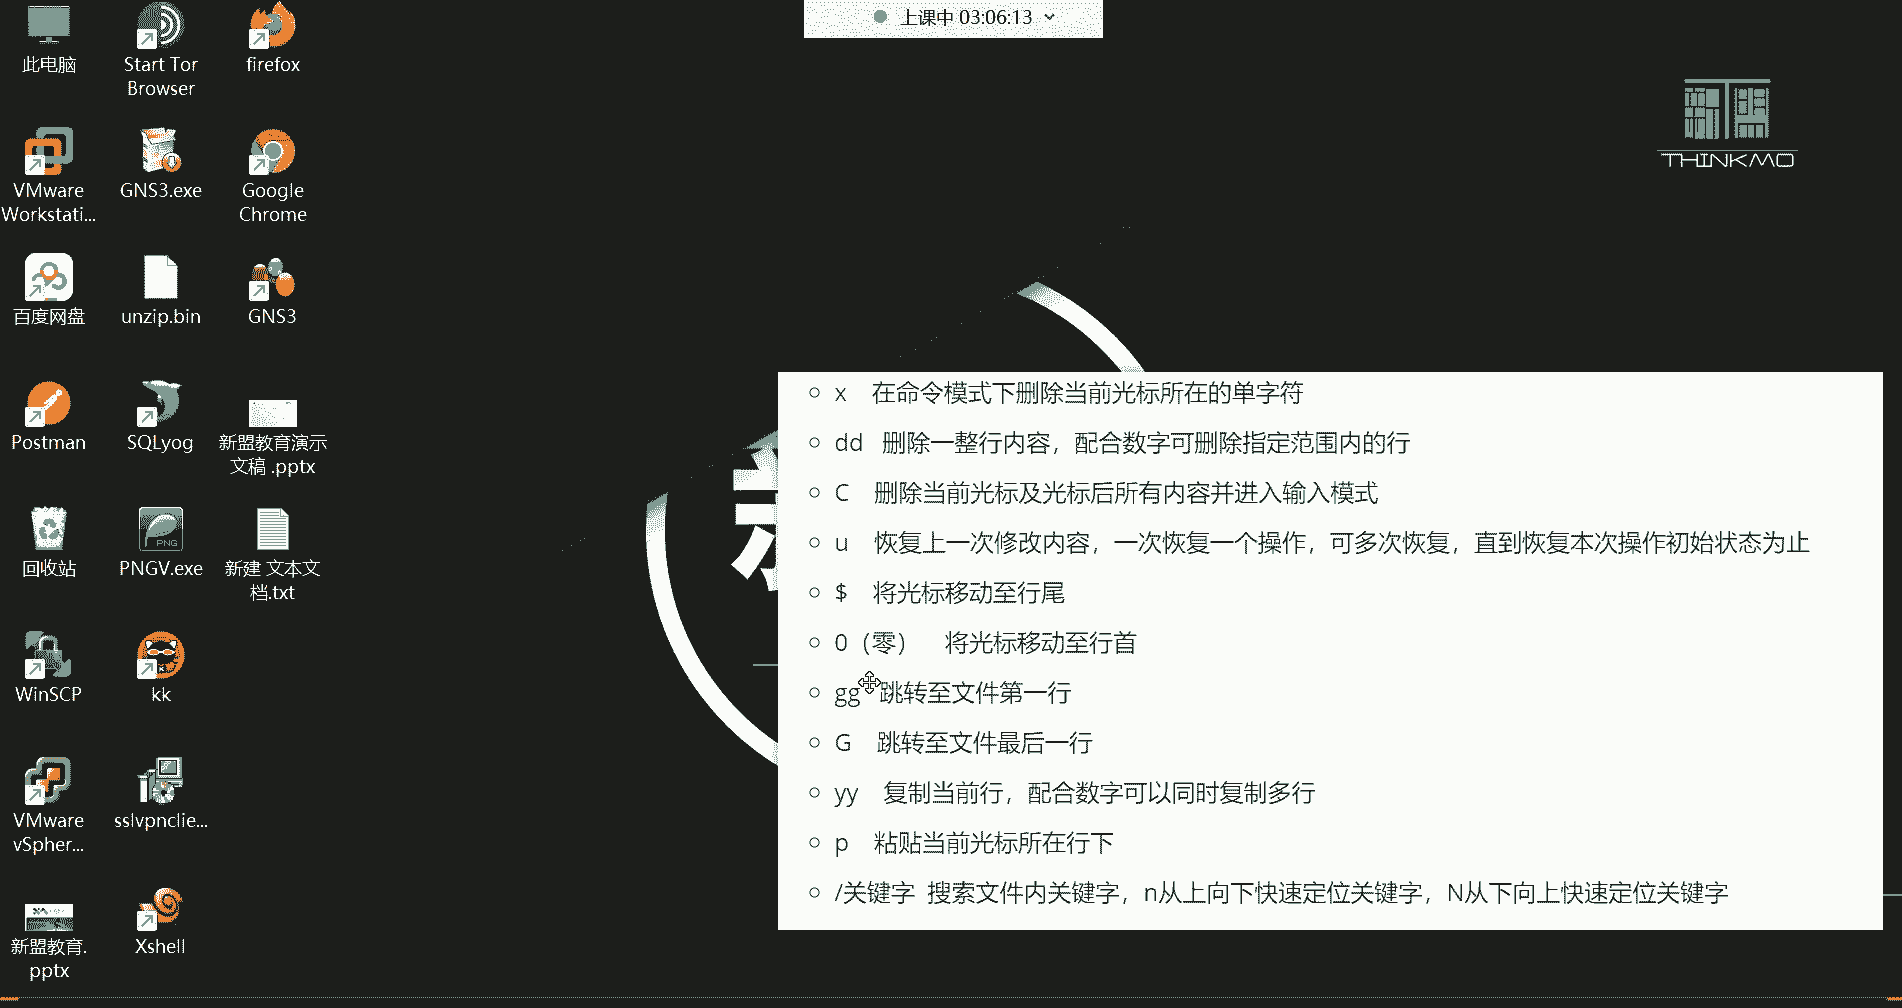 上课中 03:06:13
此电脑
Start Tor
Browser
firefox
THINKMO
VMware
Workstati...
GNS3.exe
Google
Chrome
百度网盘
unzip.bin
GNS3
Postman
SQLyog
新盟教育演示
文稿 .pptx
回收站
PNGV.exe
PNG
新建 文本文
档.txt
WinSCP
kk
VMware
vSpher...
sslvpnclie...
新盟教育.
pptx
Xshell
x 在命令模式下删除当前光标所在的单字符
dd 删除一整行内容，配合数字可删除指定范围内的行
C 删除当前光标及光标后所有内容并进入输入模式
u 恢复上一次修改内容，一次恢复一个操作，可多次恢复，直到恢复本次操作初始状态为止
$ 将光标移动至行尾
0（零） 将光标移动至行首
gg 跳转至文件第一行
G 跳转至文件最后一行
yy 复制当前行，配合数字可以同时复制多行
p 粘贴当前光标所在行下
/关键字 搜索文件内关键字，n从上向下快速定位关键字，N从下向上快速定位关键字